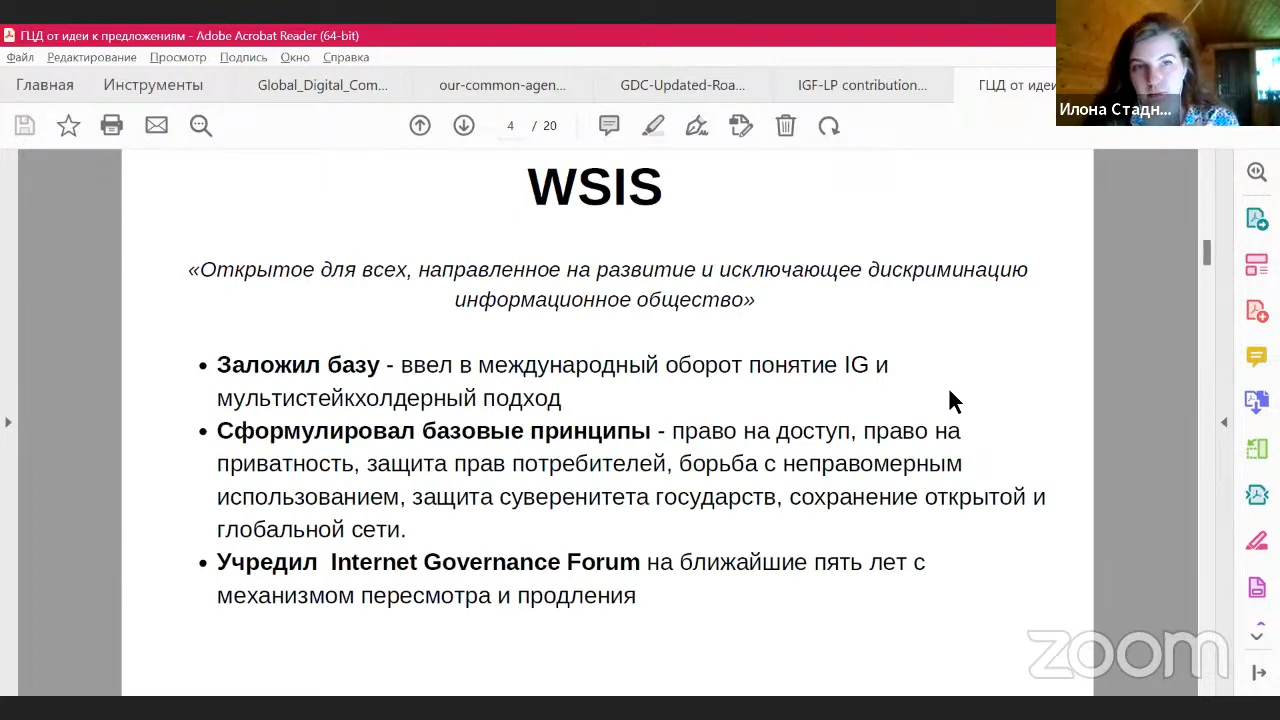 ГЦД от идеи к предложениям - Adobe Acrobat Reader (64-bit)
Файл Редактирование Просмотр Подпись Окно Справка
Главная Инструменты Global_Digital_Com... our-common-agen... GDC-Updated-Roa... IGF-LP contribution... ГЦД от идеи
Илона Стадн...
4 / 20
WSIS
«Открытое для всех, направленное на развитие и исключающее дискриминацию
информационное общество»
• Заложил базу - ввел в международный оборот понятие IG и
мультистейкхолдерный подход
• Сформулировал базовые принципы - право на доступ, право на
приватность, защита прав потребителей, борьба с неправомерным
использованием, защита суверенитета государств, сохранение открытой и
глобальной сети.
• Учредил Internet Governance Forum на ближайшие пять лет с
механизмом пересмотра и продления
zoom